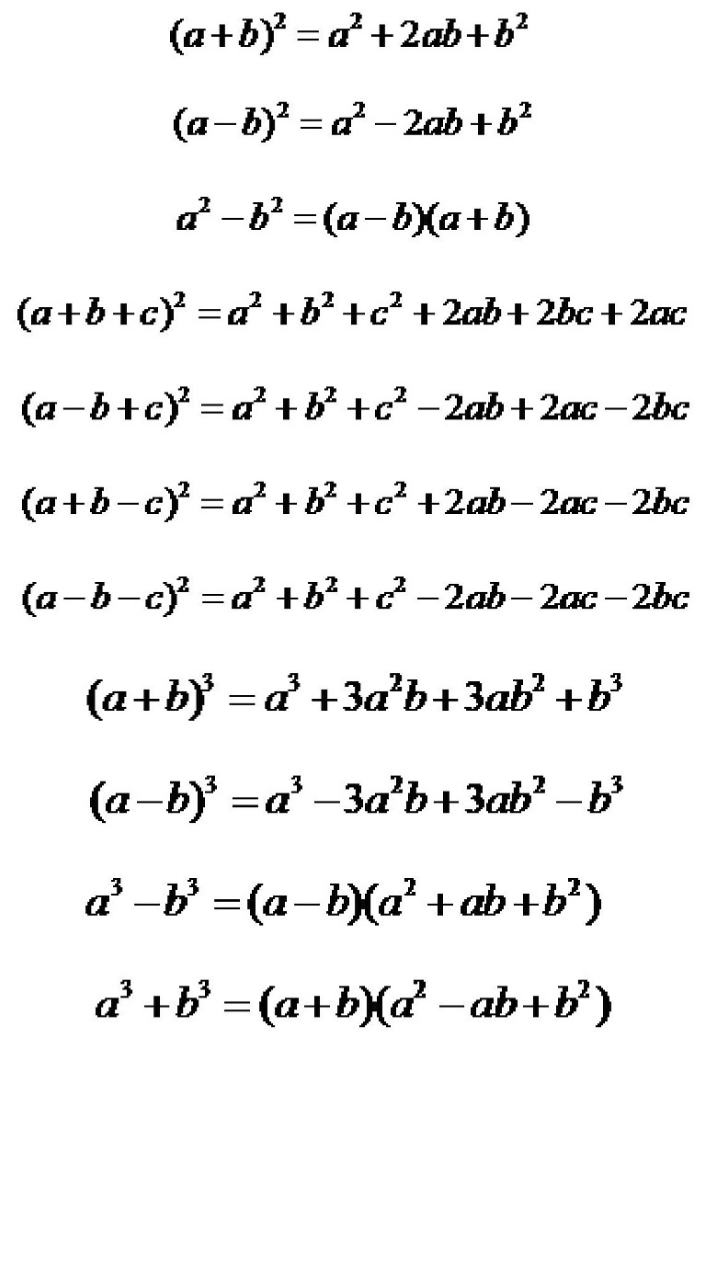 (a+b)² = a² + 2ab + b²
(a−b)² = a² − 2ab + b²
a² − b² = (a−b)(a+b)
(a+b+c)² = a² + b² + c² + 2ab + 2bc + 2ac
(a−b+c)² = a² + b² + c² − 2ab + 2ac − 2bc
(a+b−c)² = a² + b² + c² + 2ab − 2ac − 2bc
(a−b−c)² = a² + b² + c² − 2ab − 2ac − 2bc
(a+b)³ = a³ + 3a²b + 3ab² + b³
(a−b)³ = a³ − 3a²b + 3ab² − b³
a³ − b³ = (a−b)(a² + ab + b²)
a³ + b³ = (a+b)(a² − ab + b²)